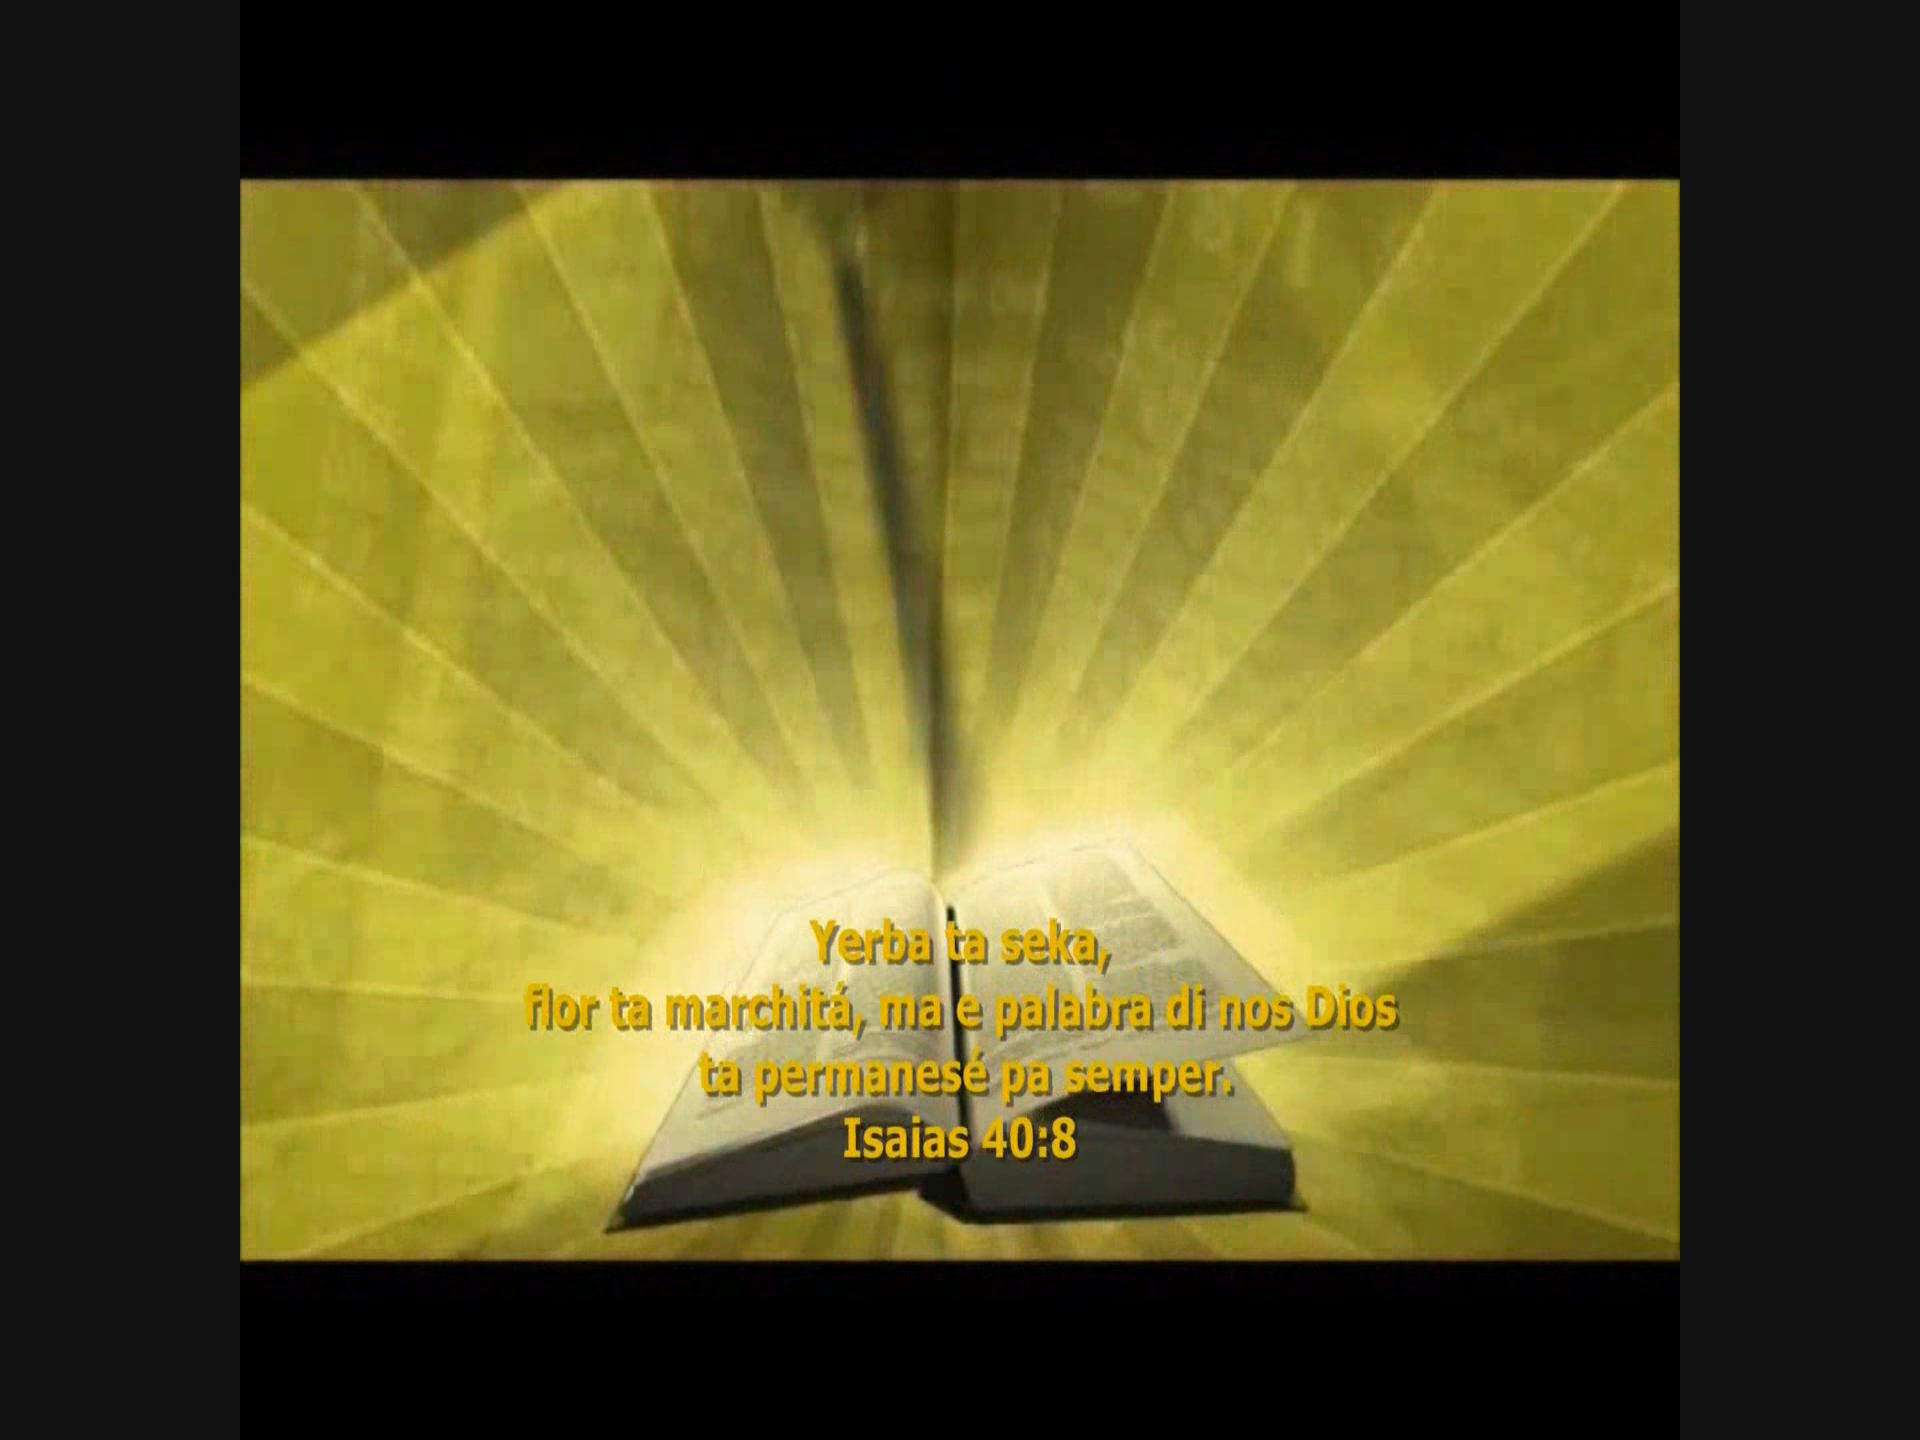 Yerba ta seka,
flor ta marchitá, ma e palabra di nos Dios
ta permanesé pa semper.
Isaias 40:8